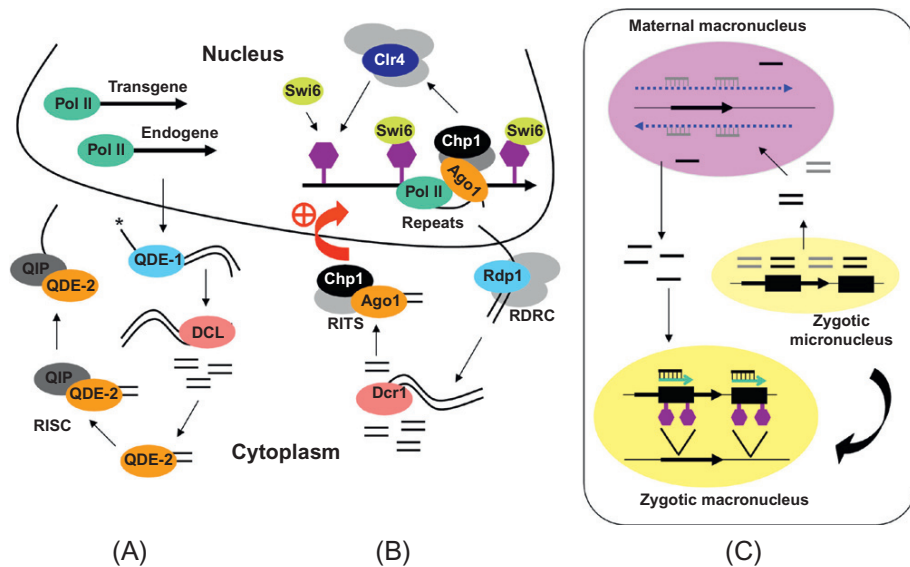 Nucleus
Pol II
Transgene
Pol II
Endogene
*
QDE-1
QIP
QDE-2
DCL
QIP
QDE-2
RISC
QDE-2
Cytoplasm
(A)
Clr4
Swi6
Swi6
Chp1
Swi6
Ago1
Pol II
Repeats
Chp1
Ago1
RITS
Rdp1
RDRC
Dcr1
(B)
Maternal macronucleus
Zygotic
micronucleus
Zygotic macronucleus
(C)